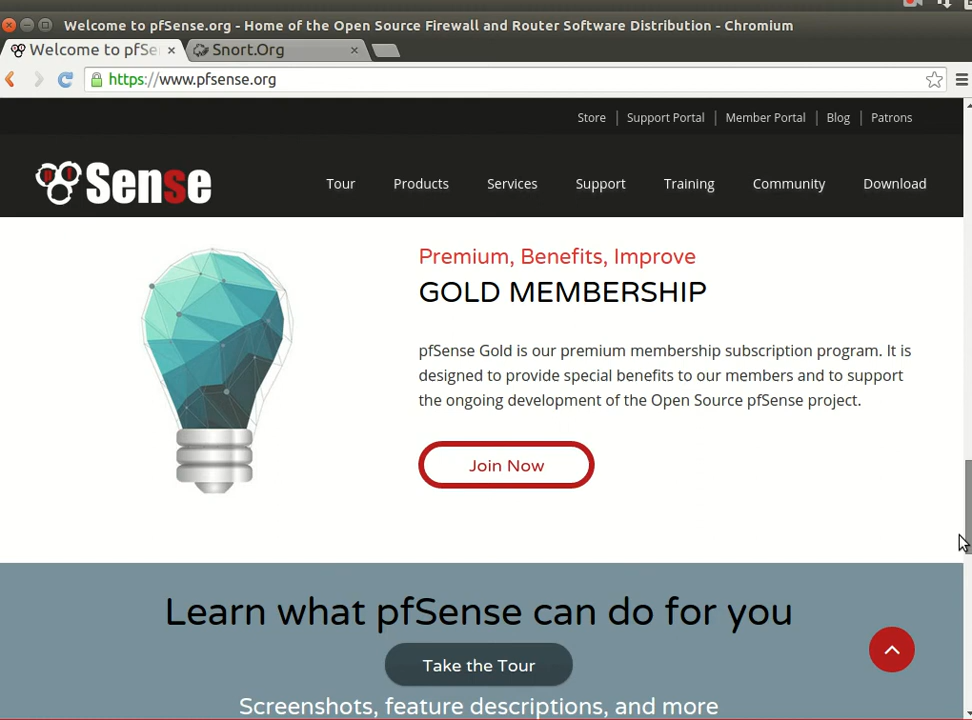 Welcome to pfSense.org - Home of the Open Source Firewall and Router Software Distribution - Chromium
Welcome to pfSe
Snort.Org
https://www.pfsense.org
Store
Support Portal
Member Portal
Blog
Patrons
pf Sense
Tour
Products
Services
Support
Training
Community
Download
Premium, Benefits, Improve
GOLD MEMBERSHIP
pfSense Gold is our premium membership subscription program. It is
designed to provide special benefits to our members and to support
the ongoing development of the Open Source pfSense project.
Join Now
Learn what pfSense can do for you
Take the Tour
Screenshots, feature descriptions, and more